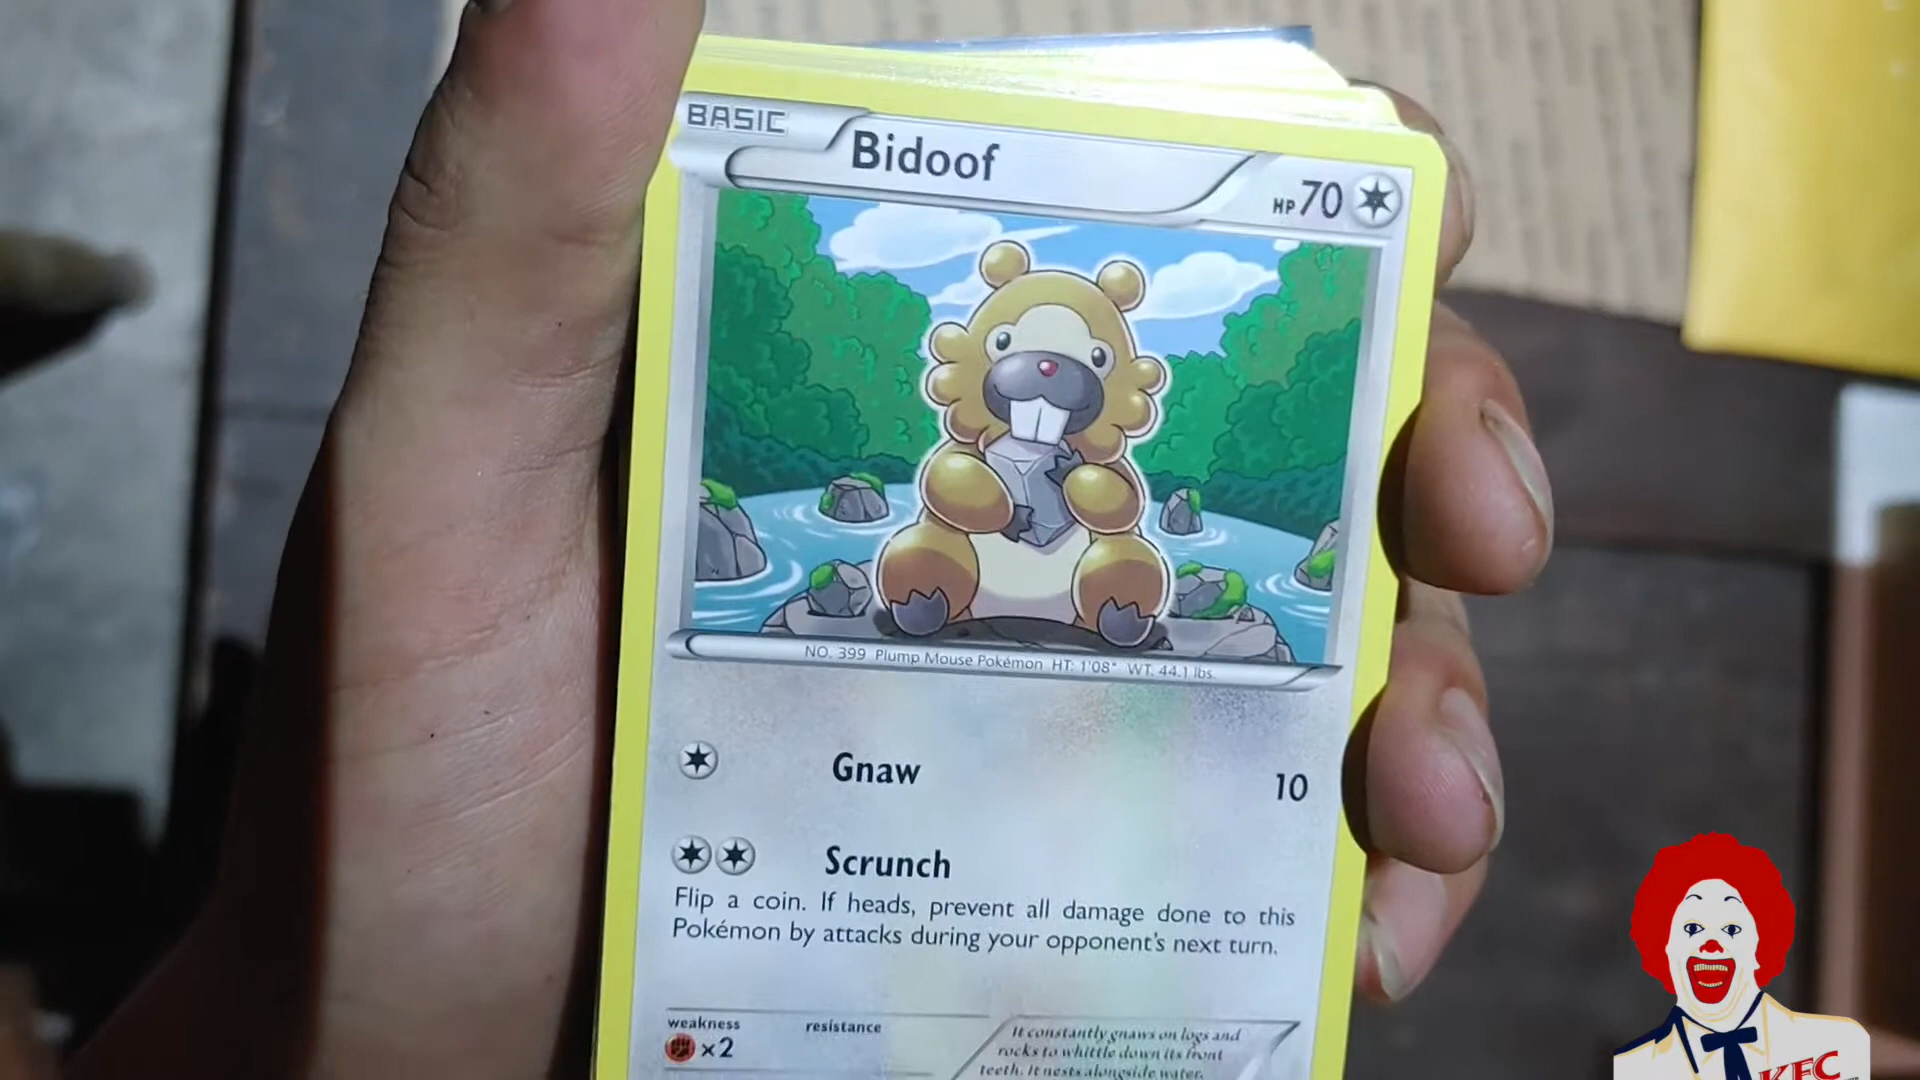 BASIC
Bidoof
HP 70
NO. 399 Plump Mouse Pokémon HT: 1'08" WT: 44.1 lbs.
Gnaw 10
Scrunch
Flip a coin. If heads, prevent all damage done to this
Pokémon by attacks during your opponent's next turn.
weakness resistance
×2
It constantly gnaws on logs and
rocks to whittle down its front
teeth. It nests alongside water.
KFC